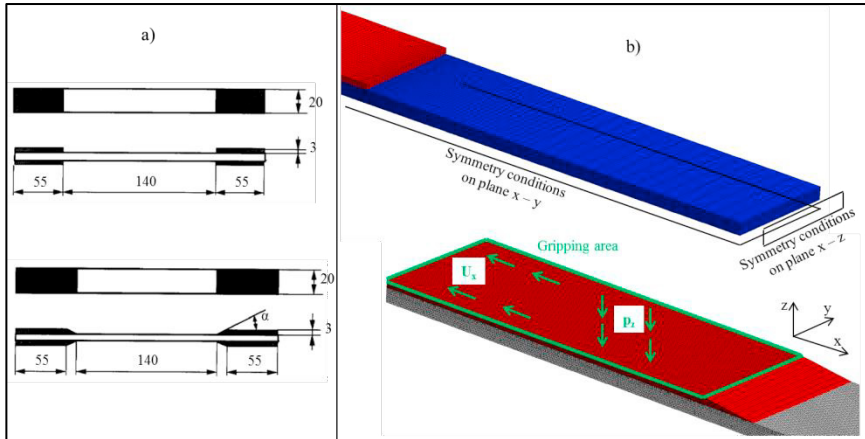 a)
20
3
55
140
55
20
α
3
55
140
55
b)
Symmetry conditions
on plane x – y
Symmetry conditions
on plane x – z
Gripping area
Ux
pz
z
y
x